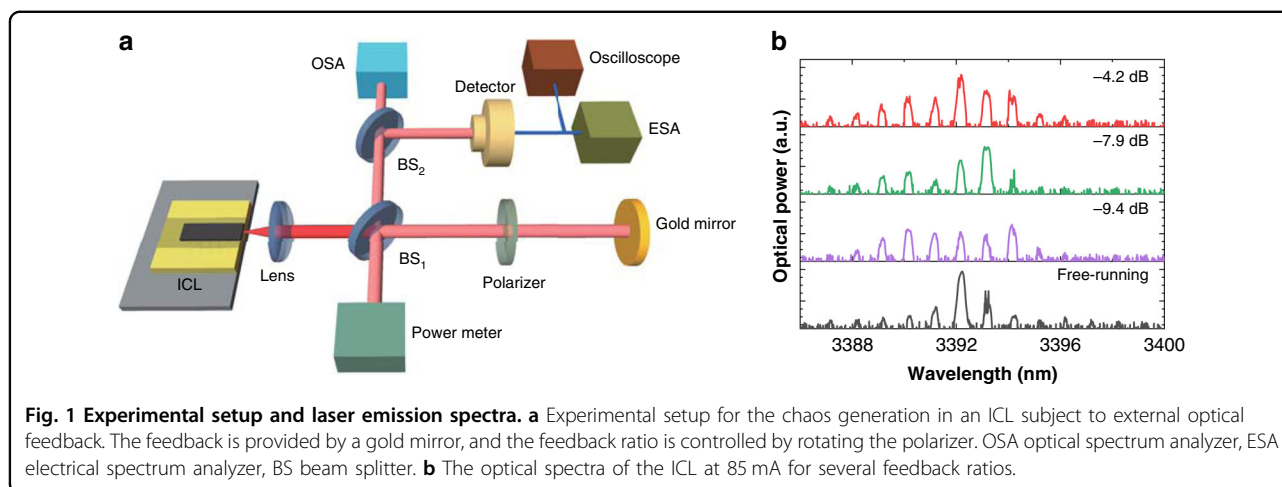 a
OSA
Oscilloscope
Detector
ESA
BS2
Gold mirror
BS1
Lens
Polarizer
ICL
Power meter
b
–4.2 dB
–7.9 dB
–9.4 dB
Free-running
Optical power (a.u.)
3388 3392 3396 3400
Wavelength (nm)
Fig. 1 Experimental setup and laser emission spectra. a Experimental setup for the chaos generation in an ICL subject to external optical
feedback. The feedback is provided by a gold mirror, and the feedback ratio is controlled by rotating the polarizer. OSA optical spectrum analyzer, ESA
electrical spectrum analyzer, BS beam splitter. b The optical spectra of the ICL at 85 mA for several feedback ratios.